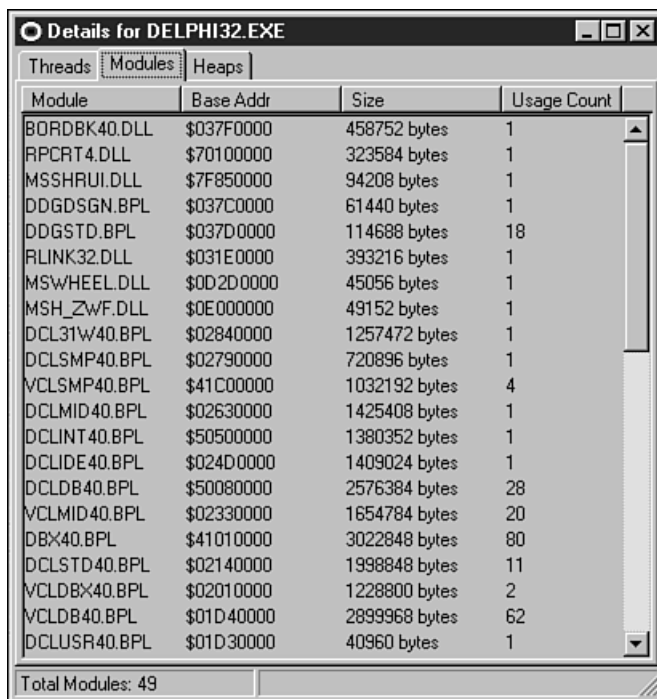 Details for DELPHI32.EXE
Threads Modules Heaps
Module Base Addr Size Usage Count
BORDBK40.DLL $037F0000 458752 bytes 1
RPCRT4.DLL $70100000 323584 bytes 1
MSSHRUI.DLL $7F850000 94208 bytes 1
DDGDSGN.BPL $037C0000 61440 bytes 1
DDGSTD.BPL $037D0000 114688 bytes 18
RLINK32.DLL $031E0000 393216 bytes 1
MSWHEEL.DLL $0D2D0000 45056 bytes 1
MSH_ZWF.DLL $0E000000 49152 bytes 1
DCL31W40.BPL $02840000 1257472 bytes 1
DCLSMP40.BPL $02790000 720896 bytes 1
VCLSMP40.BPL $41C00000 1032192 bytes 4
DCLMID40.BPL $02630000 1425408 bytes 1
DCLINT40.BPL $50500000 1380352 bytes 1
DCLIDE40.BPL $024D0000 1409024 bytes 1
DCLDB40.BPL $50080000 2576384 bytes 28
VCLMID40.BPL $02330000 1654784 bytes 20
DBX40.BPL $41010000 3022848 bytes 80
DCLSTD40.BPL $02140000 1998848 bytes 11
VCLDBX40.BPL $02010000 1228800 bytes 2
VCLDB40.BPL $01D40000 2899968 bytes 62
DCLUSR40.BPL $01D30000 40960 bytes 1
Total Modules: 49